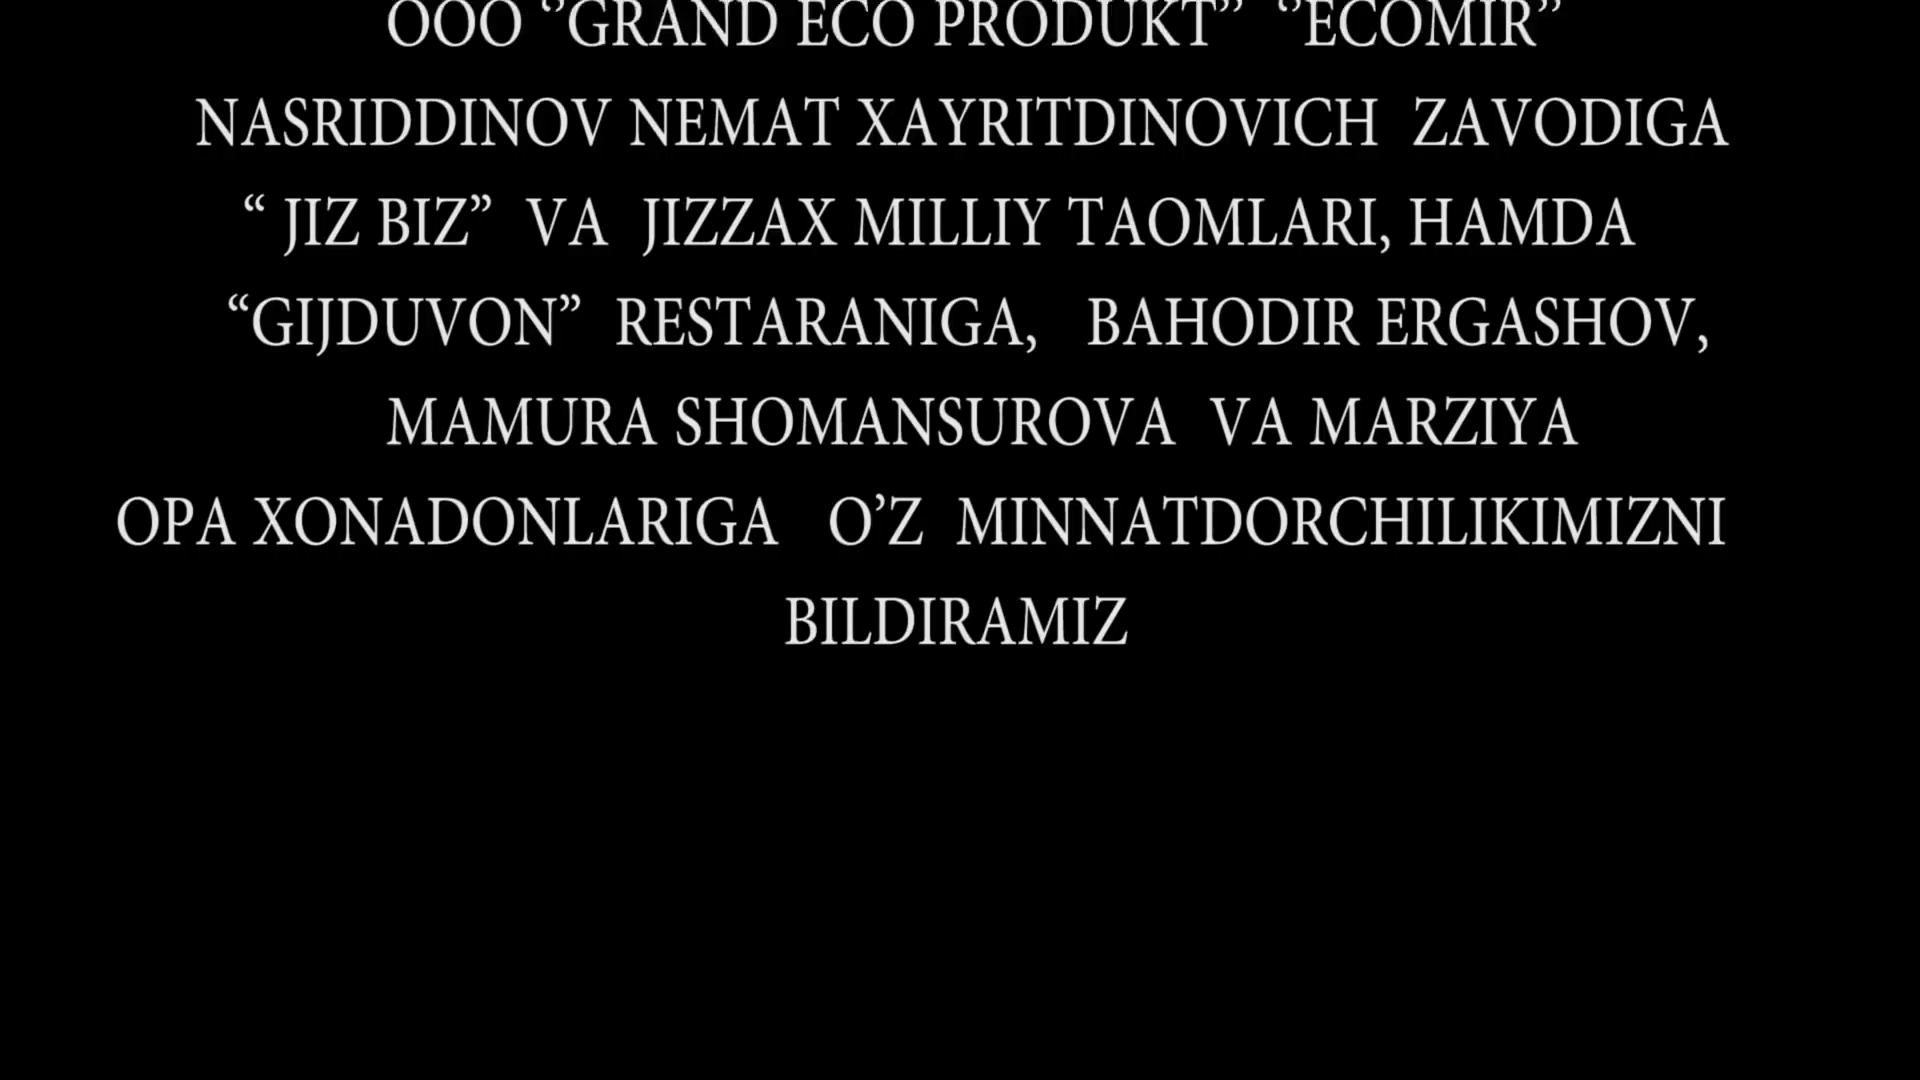 OOO “GRAND ECO PRODUKT” “ECOMIR”
NASRIDDINOV NEMAT XAYRITDINOVICH ZAVODIGA
“ JIZ BIZ” VA JIZZAX MILLIY TAOMLARI, HAMDA
“GIJDUVON” RESTARANIGA, BAHODIR ERGASHOV,
MAMURA SHOMANSUROVA VA MARZIYA
OPA XONADONLARIGA O’Z MINNATDORCHILIKIMIZNI
BILDIRAMIZ